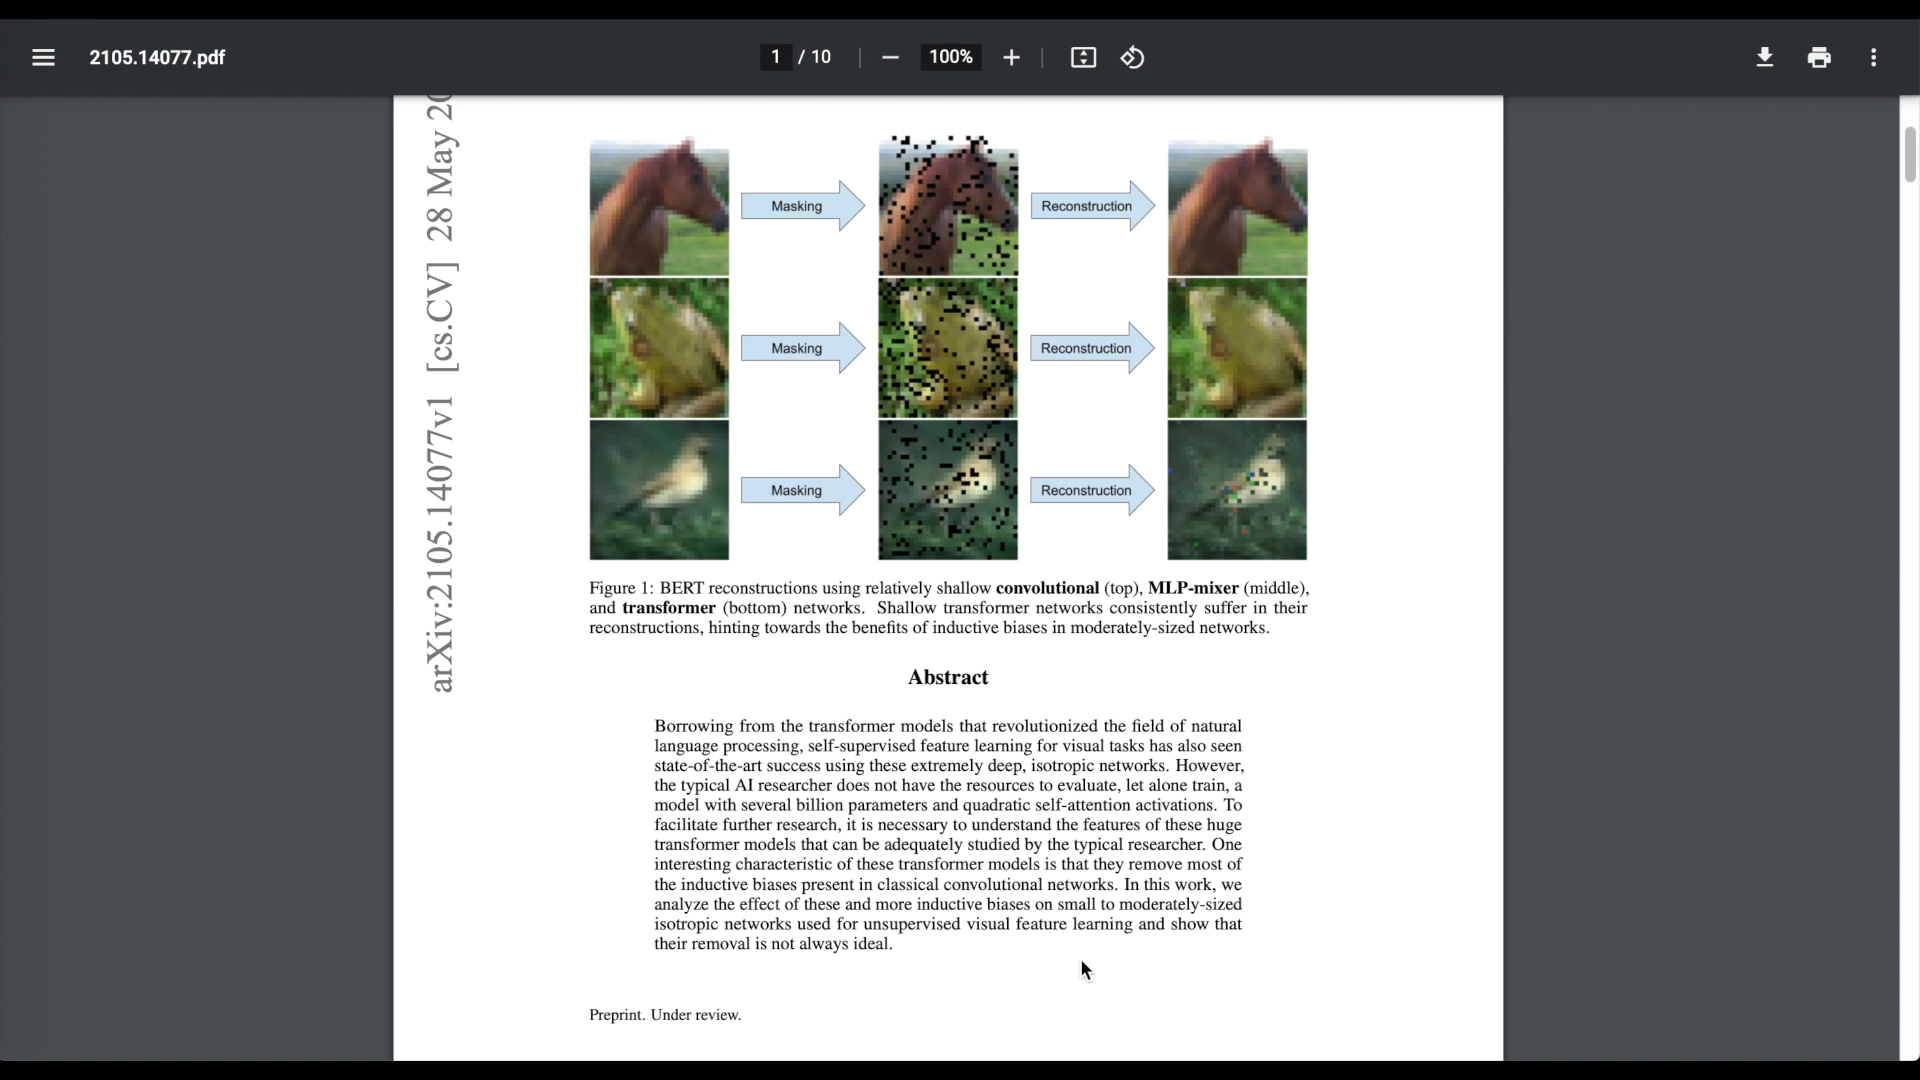 2105.14077.pdf
1 / 10
100%
arXiv:2105.14077v1 [cs.CV] 28 May 20
Masking
Reconstruction
Masking
Reconstruction
Masking
Reconstruction
Figure 1: BERT reconstructions using relatively shallow convolutional (top), MLP-mixer (middle),
and transformer (bottom) networks. Shallow transformer networks consistently suffer in their
reconstructions, hinting towards the benefits of inductive biases in moderately-sized networks.
Abstract
Borrowing from the transformer models that revolutionized the field of natural
language processing, self-supervised feature learning for visual tasks has also seen
state-of-the-art success using these extremely deep, isotropic networks. However,
the typical AI researcher does not have the resources to evaluate, let alone train, a
model with several billion parameters and quadratic self-attention activations. To
facilitate further research, it is necessary to understand the features of these huge
transformer models that can be adequately studied by the typical researcher. One
interesting characteristic of these transformer models is that they remove most of
the inductive biases present in classical convolutional networks. In this work, we
analyze the effect of these and more inductive biases on small to moderately-sized
isotropic networks used for unsupervised visual feature learning and show that
their removal is not always ideal.
Preprint. Under review.